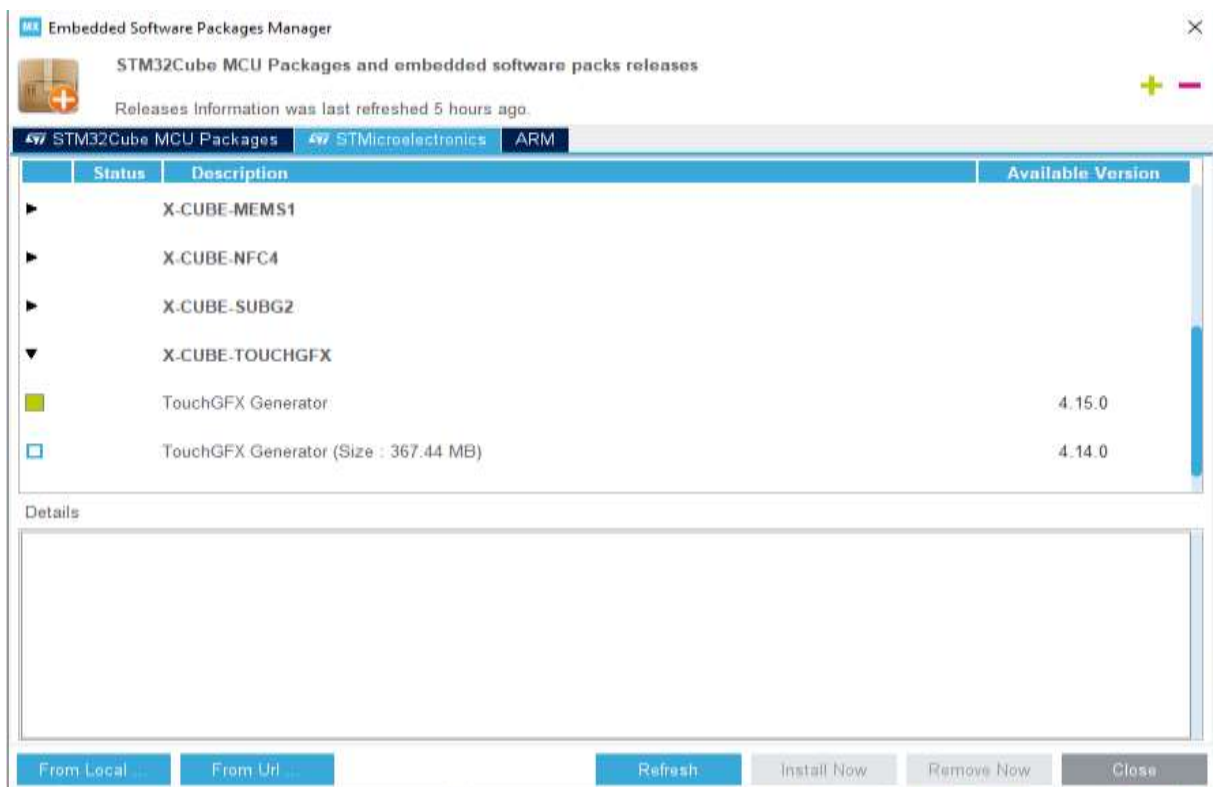 MX Embedded Software Packages Manager
STM32Cube MCU Packages and embedded software packs releases
Releases Information was last refreshed 5 hours ago.
STM32Cube MCU Packages STMicroelectronics ARM
Status Description Available Version
X-CUBE-MEMS1
X-CUBE-NFC4
X-CUBE-SUBG2
X-CUBE-TOUCHGFX
TouchGFX Generator 4.15.0
TouchGFX Generator (Size : 367.44 MB) 4.14.0
Details
From Local ... From Url ... Refresh Install Now Remove Now Close